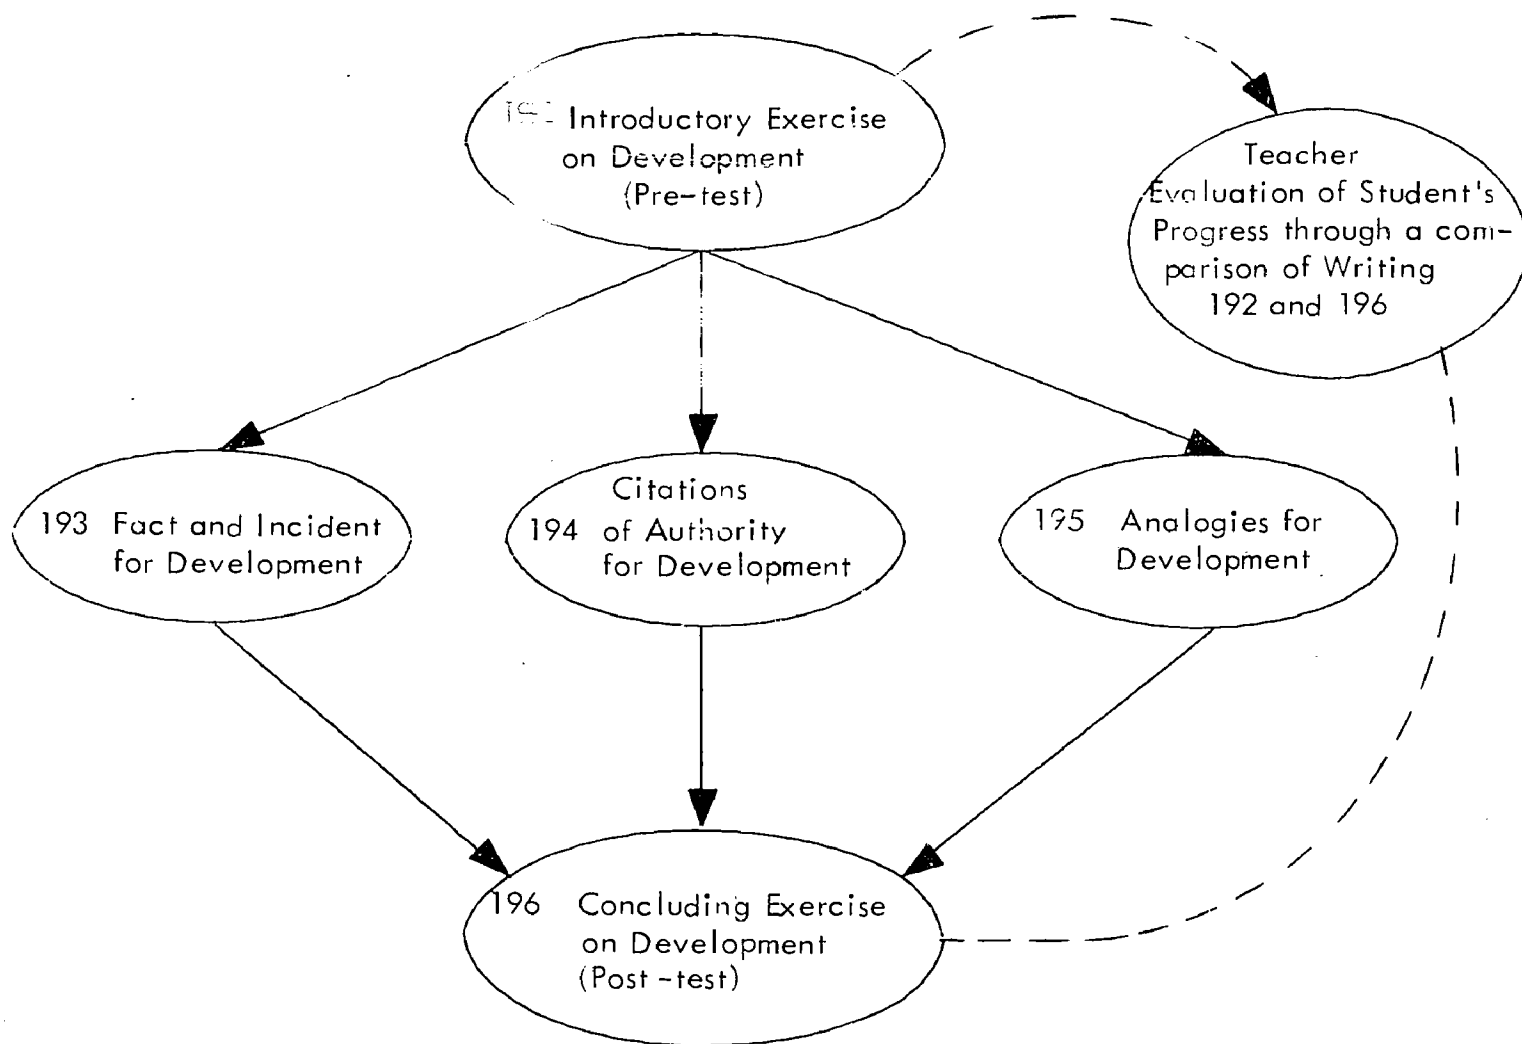 Introductory Exercise
on Development
(Pre-test)
Teacher
Evaluation of Student's
Progress through a com-
parison of Writing
192 and 196
193 Fact and Incident
for Development
Citations
194 of Authority
for Development
195 Analogies for
Development
196 Concluding Exercise
on Development
(Post-test)